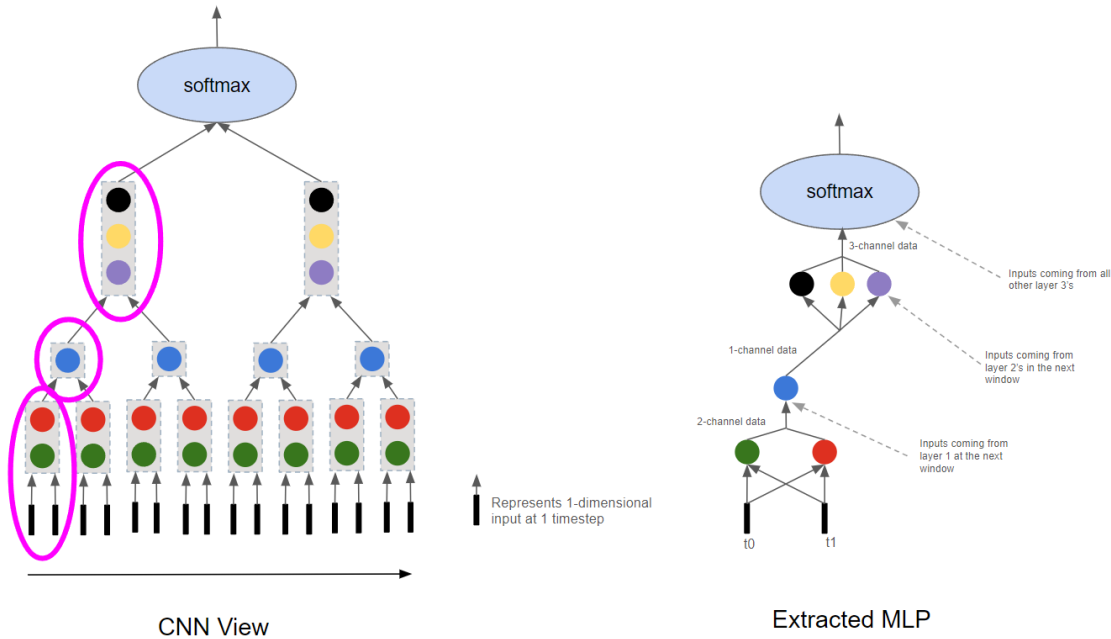 softmax
Represents 1-dimensional
input at 1 timestep
CNN View
softmax
3-channel data
Inputs coming from all
other layer 3's
1-channel data
Inputs coming from
layer 2's in the next
window
2-channel data
Inputs coming from
layer 1 at the next
window
t0
t1
Extracted MLP